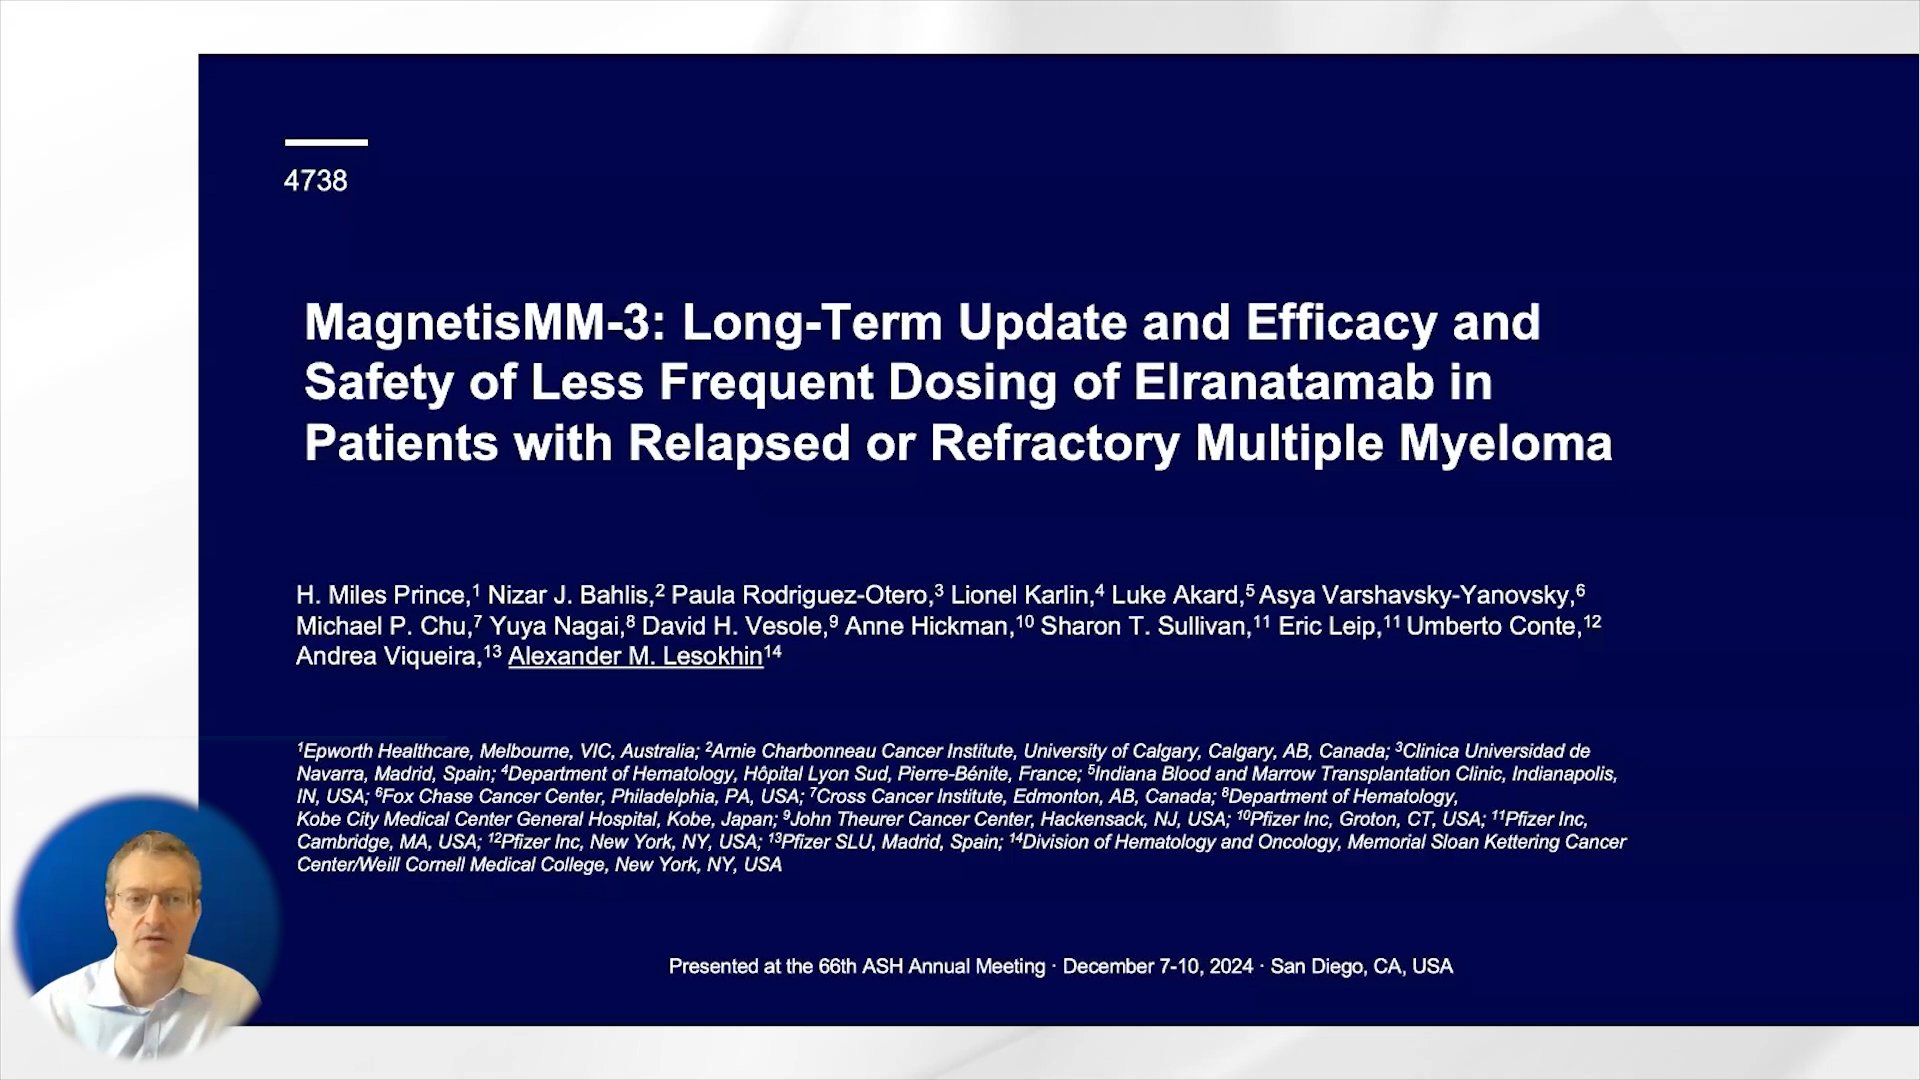 4738
MagnetisMM-3: Long-Term Update and Efficacy and
Safety of Less Frequent Dosing of Elranatamab in
Patients with Relapsed or Refractory Multiple Myeloma
H. Miles Prince,¹ Nizar J. Bahlis,² Paula Rodriguez-Otero,³ Lionel Karlin,⁴ Luke Akard,⁵ Asya Varshavsky-Yanovsky,⁶
Michael P. Chu,⁷ Yuya Nagai,⁸ David H. Vesole,⁹ Anne Hickman,¹⁰ Sharon T. Sullivan,¹¹ Eric Leip,¹¹ Umberto Conte,¹²
Andrea Viqueira,¹³ Alexander M. Lesokhin¹⁴
¹Epworth Healthcare, Melbourne, VIC, Australia; ²Arnie Charbonneau Cancer Institute, University of Calgary, Calgary, AB, Canada; ³Clinica Universidad de
Navarra, Madrid, Spain; ⁴Department of Hematology, Hôpital Lyon Sud, Pierre-Bénite, France; ⁵Indiana Blood and Marrow Transplantation Clinic, Indianapolis,
IN, USA; ⁶Fox Chase Cancer Center, Philadelphia, PA, USA; ⁷Cross Cancer Institute, Edmonton, AB, Canada; ⁸Department of Hematology,
Kobe City Medical Center General Hospital, Kobe, Japan; ⁹John Theurer Cancer Center, Hackensack, NJ, USA; ¹⁰Pfizer Inc, Groton, CT, USA; ¹¹Pfizer Inc,
Cambridge, MA, USA; ¹²Pfizer Inc, New York, NY, USA; ¹³Pfizer SLU, Madrid, Spain; ¹⁴Division of Hematology and Oncology, Memorial Sloan Kettering Cancer
Center/Weill Cornell Medical College, New York, NY, USA
Presented at the 66th ASH Annual Meeting · December 7-10, 2024 · San Diego, CA, USA